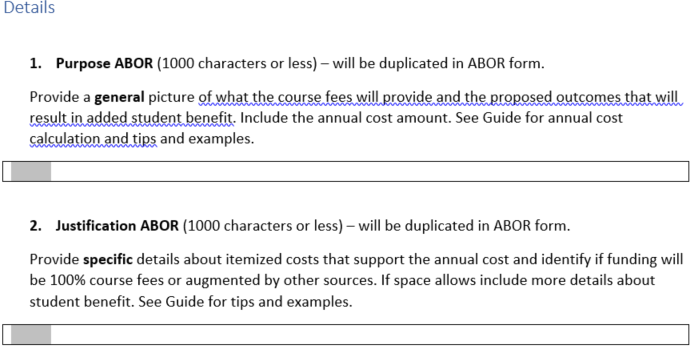 Details
1. Purpose ABOR (1000 characters or less) – will be duplicated in ABOR form.
Provide a general picture of what the course fees will provide and the proposed outcomes that will
result in added student benefit. Include the annual cost amount. See Guide for annual cost
calculation and tips and examples.
2. Justification ABOR (1000 characters or less) – will be duplicated in ABOR form.
Provide specific details about itemized costs that support the annual cost and identify if funding will
be 100% course fees or augmented by other sources. If space allows include more details about
student benefit. See Guide for tips and examples.